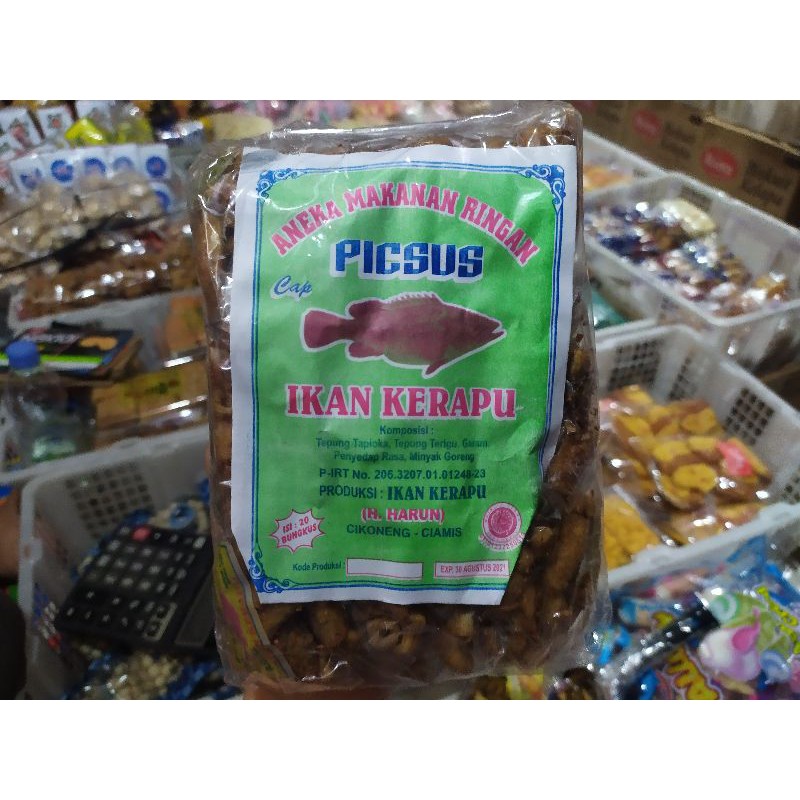 ANEKA MAKANAN RINGAN
PICSUS
Cap
IKAN KERAPU
Komposisi :
Tepung Tapioka, Tepung Terigu, Garam
Penyedap Rasa, Minyak Goreng
P-IRT No. 206.3207.01.01248-23
PRODUKSI : IKAN KERAPU
(H. HARUN)
CIKONENG - CIAMIS
ISI : 20
BUNGKUS
Kode Produksi :
EXP. 30 AGUSTUS 2021